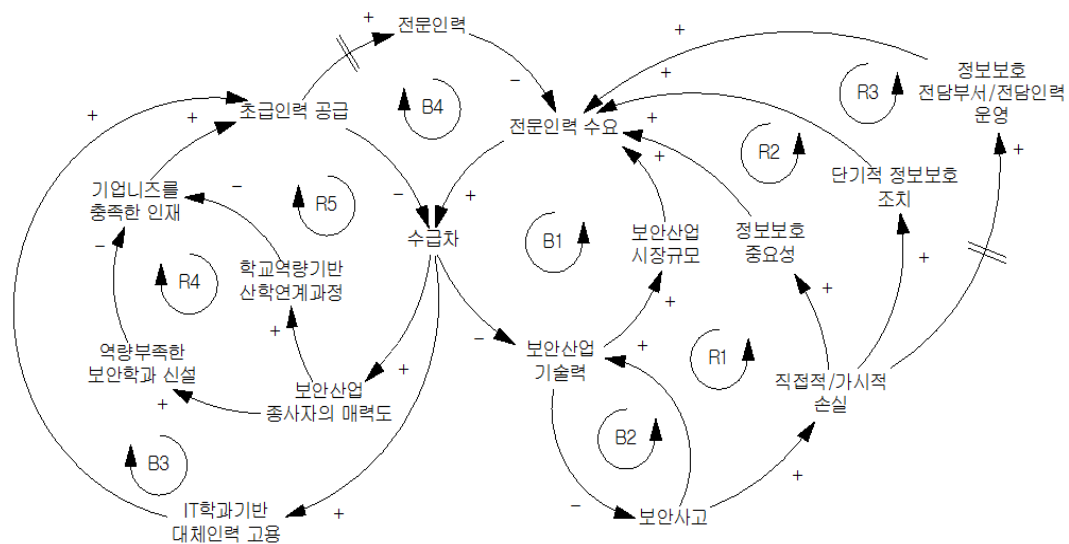 +
전문인력
+
−
B4
초급인력 공급
+
+
−
전문인력 수요
+
+
+
+
+
R3
정보보호
전담부서/전담인력
운영
+
R2
단기적 정보보호
조치
기업니즈를
충족한 인재
−
R5
수급차
B1
보안산업
시장규모
정보보호
중요성
−
R4
학교역량기반
산학연계과정
+
+
+
+
역량부족한
보안학과 신설
+
보안산업
종사자의 매력도
+
−
보안산업
기술력
+
R1
직접적/가시적
손실
B3
B2
IT학과기반
대체인력 고용
+
−
보안사고
+